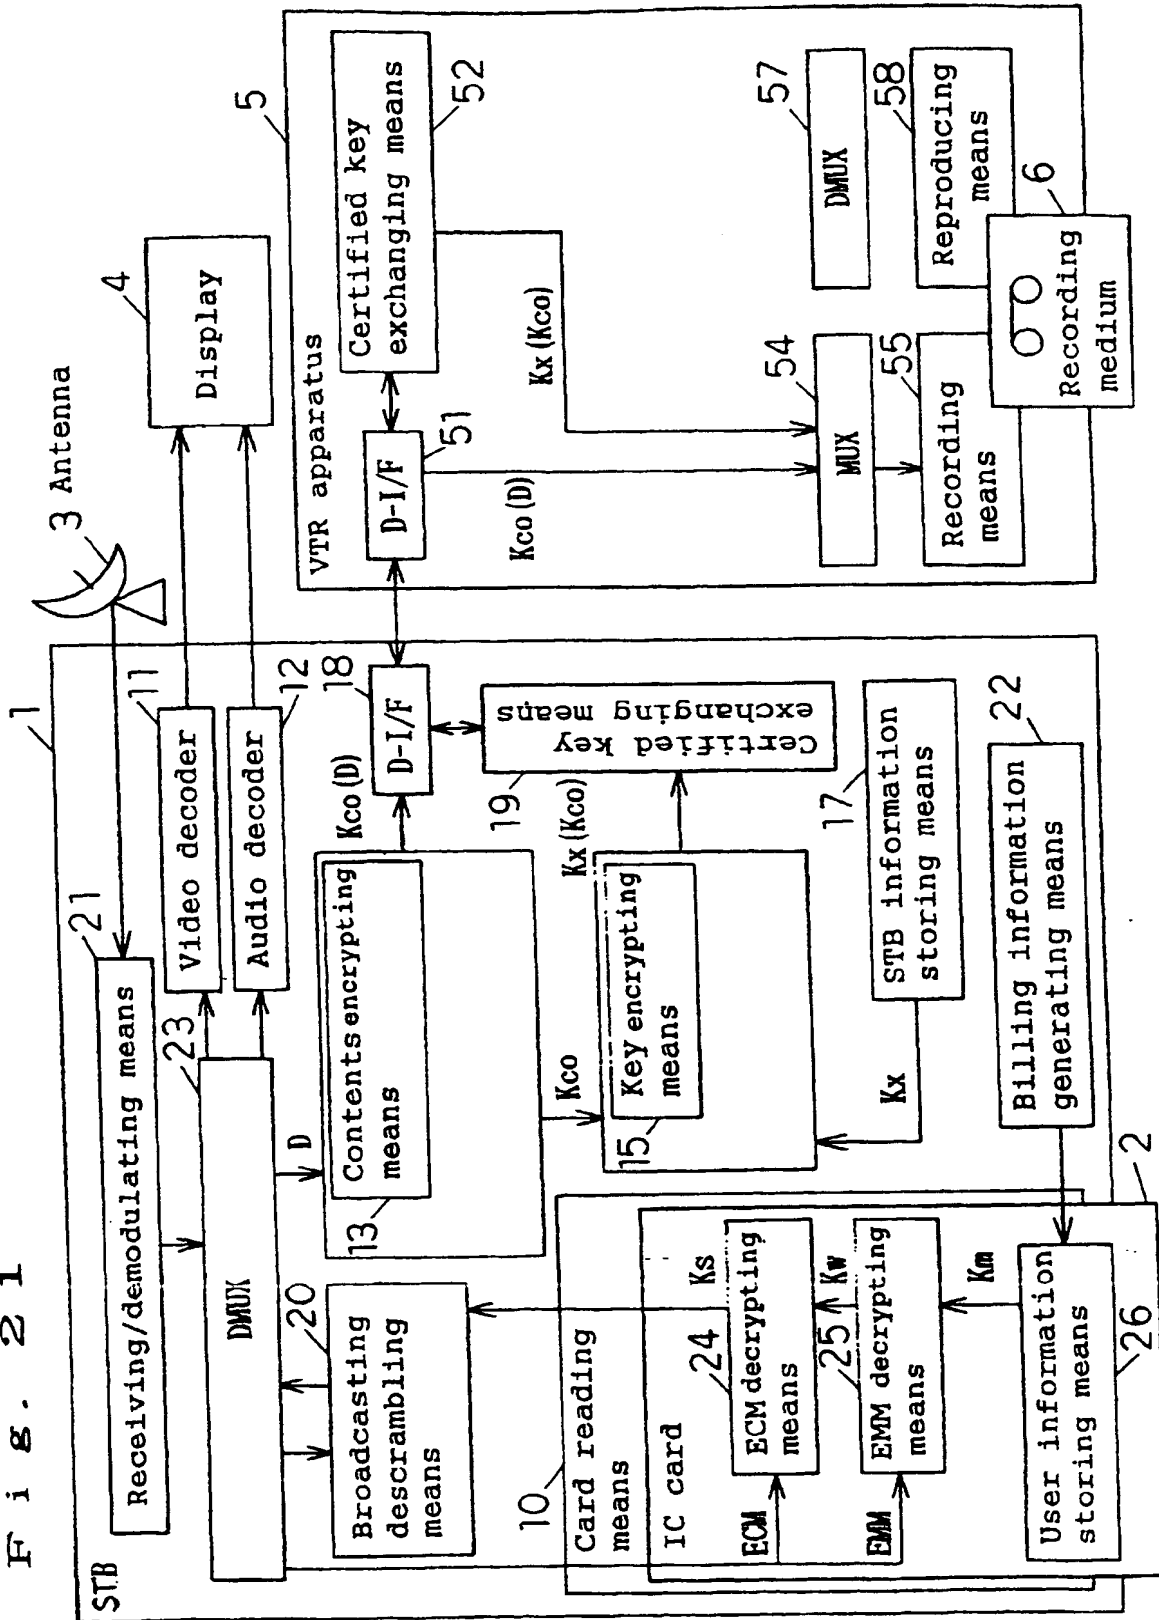 Fig. 21
STB
1
Receiving/demodulating means
21
3 Antenna
DMUX
23
Video decoder
11
Audio decoder
12
Display
4
Broadcasting
descrambling
means
20
D
Contents encrypting
means
13
Kco(D)
D-I/F
18
Kco
Certified key
exchanging means
19
Kx(Kco)
Key encrypting
means
15
Kx
STB information
storing means
17
Billing information
generating means
22
Card reading
means
10
IC card
2
ECM
Ks
ECM decrypting
means
24
Kw
EMM
EMM decrypting
means
25
Km
User information
storing means
26
VTR apparatus
5
D-I/F
51
Certified key
exchanging means
52
Kco(D)
Kx(Kco)
MUX
54
DMUX
57
Recording
means
55
Reproducing
means
58
Recording
medium
6